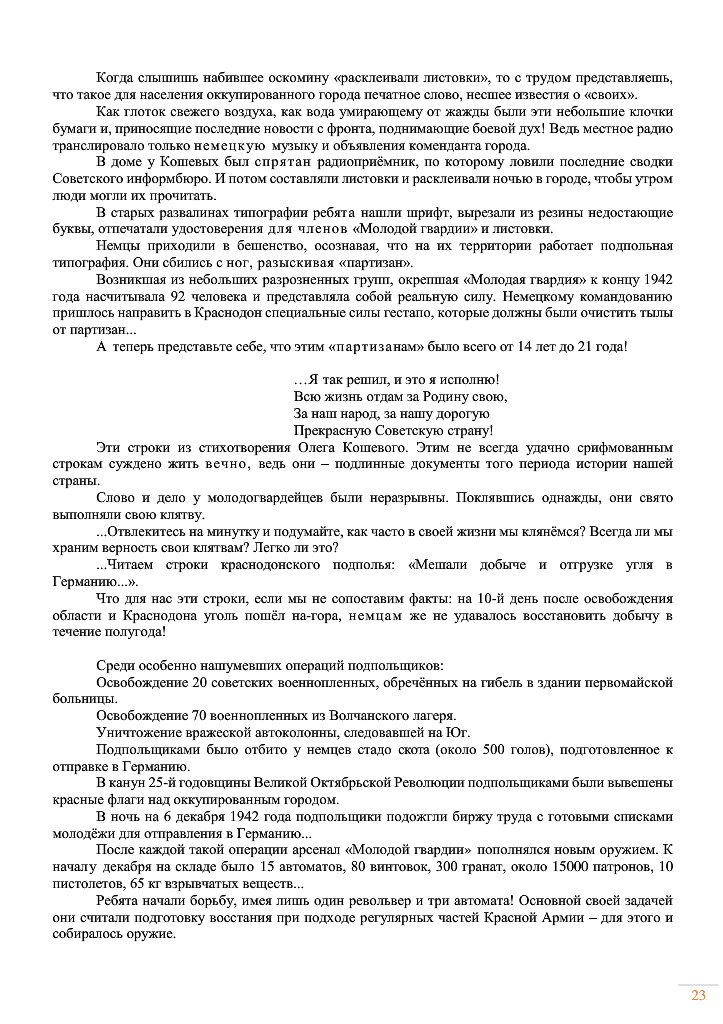 Когда слышишь набившее оскомину «расклеивали листовки», то с трудом представляешь,
что такое для населения оккупированного города печатное слово, несшее известия о «своих».
Как глоток свежего воздуха, как вода умирающему от жажды были эти небольшие клочки
бумаги и, приносящие последние новости с фронта, поднимающие боевой дух! Ведь местное радио
транслировало только немецкую музыку и объявления коменданта города.
В доме у Кошевых был спрятан радиоприёмник, по которому ловили последние сводки
Советского информбюро. И потом составляли листовки и расклеивали ночью в городе, чтобы утром
люди могли их прочитать.
В старых развалинах типографии ребята нашли шрифт, вырезали из резины недостающие
буквы, отпечатали удостоверения для членов «Молодой гвардии» и листовки.
Немцы приходили в бешенство, осознавая, что на их территории работает подпольная
типография. Они сбились с ног, разыскивая «партизан».
Возникшая из небольших разрозненных групп, окрепшая «Молодая гвардия» к концу 1942
года насчитывала 92 человека и представляла собой реальную силу. Немецкому командованию
пришлось направить в Краснодон специальные силы гестапо, которые должны были очистить тылы
от партизан...
А теперь представьте себе, что этим «партизанам» было всего от 14 лет до 21 года!
…Я так решил, и это я исполню!
Всю жизнь отдам за Родину свою,
За наш народ, за нашу дорогую
Прекрасную Советскую страну!
Эти строки из стихотворения Олега Кошевого. Этим не всегда удачно срифмованным
строкам суждено жить вечно, ведь они – подлинные документы того периода истории нашей
страны.
Слово и дело у молодогвардейцев были неразрывны. Поклявшись однажды, они свято
выполняли свою клятву.
...Отвлекитесь на минутку и подумайте, как часто в своей жизни мы клянёмся? Всегда ли мы
храним верность свои клятвам? Легко ли это?
...Читаем строки краснодонского подполья: «Мешали добыче и отгрузке угля в
Германию...».
Что для нас эти строки, если мы не сопоставим факты: на 10-й день после освобождения
области и Краснодона уголь пошёл на-гора, немцам же не удавалось восстановить добычу в
течение полугода!
Среди особенно нашумевших операций подпольщиков:
Освобождение 20 советских военнопленных, обречённых на гибель в здании первомайской
больницы.
Освобождение 70 военнопленных из Волчанского лагеря.
Уничтожение вражеской автоколонны, следовавшей на Юг.
Подпольщиками было отбито у немцев стадо скота (около 500 голов), подготовленное к
отправке в Германию.
В канун 25-й годовщины Великой Октябрьской Революции подпольщиками были вывешены
красные флаги над оккупированным городом.
В ночь на 6 декабря 1942 года подпольщики подожгли биржу труда с готовыми списками
молодёжи для отправления в Германию...
После каждой такой операции арсенал «Молодой гвардии» пополнялся новым оружием. К
началу декабря на складе было 15 автоматов, 80 винтовок, 300 гранат, около 15000 патронов, 10
пистолетов, 65 кг взрывчатых веществ...
Ребята начали борьбу, имея лишь один револьвер и три автомата! Основной своей задачей
они считали подготовку восстания при подходе регулярных частей Красной Армии – для этого и
собиралось оружие.
23